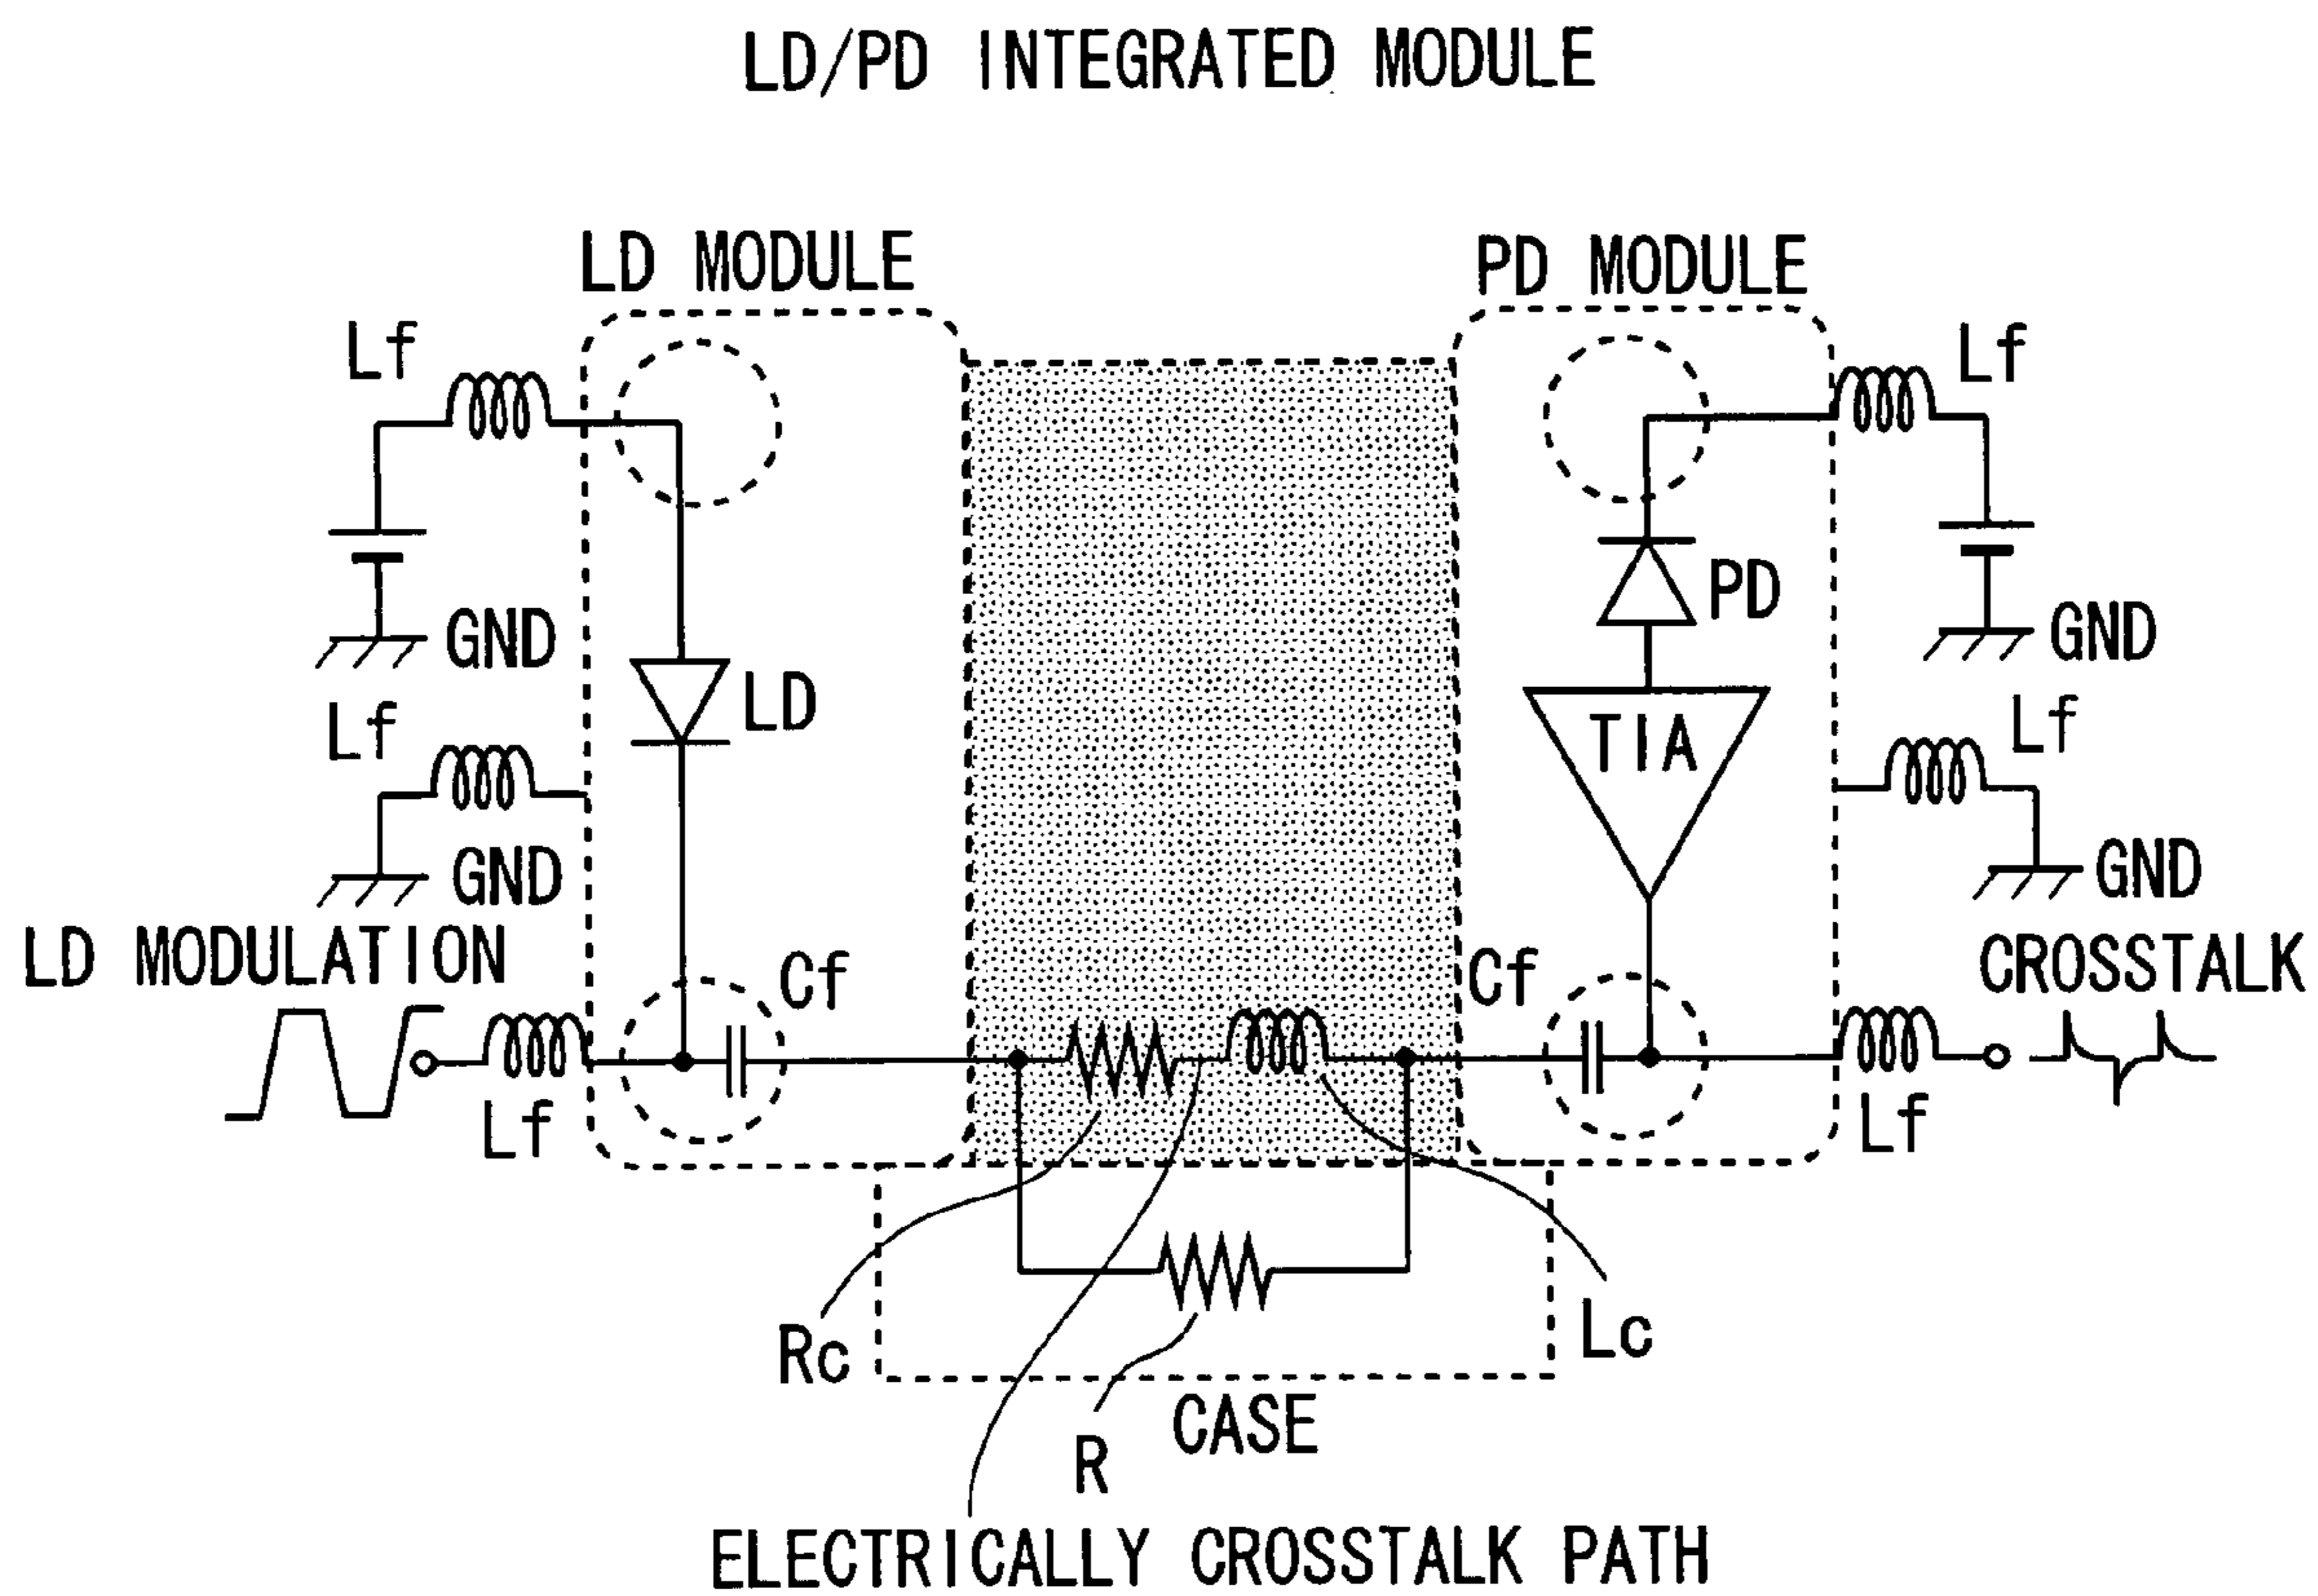 LD/PD INTEGRATED MODULE
LD MODULE
PD MODULE
Lf
Lf
PD
GND
GND
Lf
LD
TIA
Lf
GND
GND
LD MODULATION
Cf
Cf
CROSSTALK
Lf
Lf
Rc
Lc
R
CASE
ELECTRICALLY CROSSTALK PATH